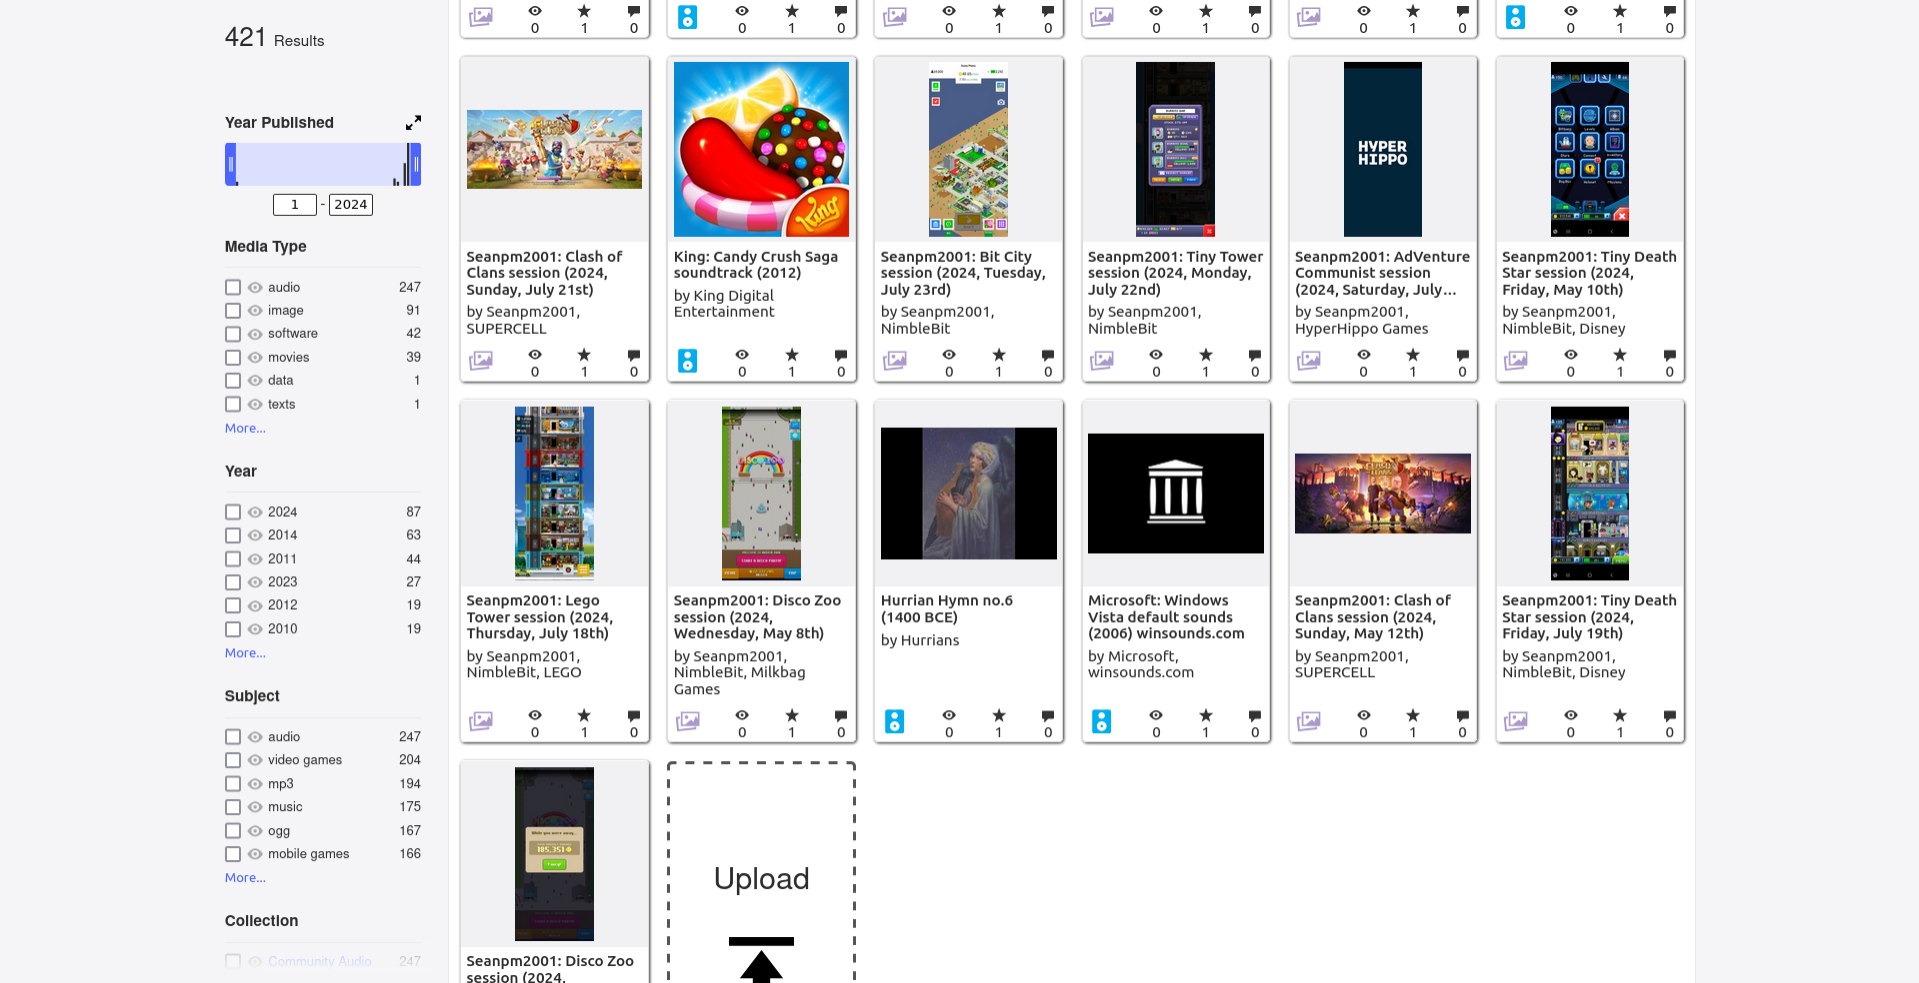 421 Results
Year Published
1 - 2024
Media Type
audio 247
image 91
software 42
movies 39
data 1
texts 1
More...
Year
2024 87
2014 63
2011 44
2023 27
2012 19
2010 19
More...
Subject
audio 247
video games 204
mp3 194
music 175
ogg 167
mobile games 166
More...
Collection
Community Audio 247
0 1 0
0 1 0
0 1 0
0 1 0
0 1 0
0 1 0
Seanpm2001: Clash of
Clans session (2024,
Sunday, July 21st)
by Seanpm2001,
SUPERCELL
0 1 0
King
King: Candy Crush Saga
soundtrack (2012)
by King Digital
Entertainment
0 1 0
Seanpm2001: Bit City
session (2024, Tuesday,
July 23rd)
by Seanpm2001,
NimbleBit
0 1 0
Seanpm2001: Tiny Tower
session (2024, Monday,
July 22nd)
by Seanpm2001,
NimbleBit
0 1 0
HYPER
HIPPO
Seanpm2001: AdVenture
Communist session
(2024, Saturday, July...
by Seanpm2001,
HyperHippo Games
0 1 0
Seanpm2001: Tiny Death
Star session (2024,
Friday, May 10th)
by Seanpm2001,
NimbleBit, Disney
0 1 0
Seanpm2001: Lego
Tower session (2024,
Thursday, July 18th)
by Seanpm2001,
NimbleBit, LEGO
0 1 0
Seanpm2001: Disco Zoo
session (2024,
Wednesday, May 8th)
by Seanpm2001,
NimbleBit, Milkbag
Games
0 1 0
Hurrian Hymn no.6
(1400 BCE)
by Hurrians
0 1 0
Microsoft: Windows
Vista default sounds
(2006) winsounds.com
by Microsoft,
winsounds.com
0 1 0
Seanpm2001: Clash of
Clans session (2024,
Sunday, May 12th)
by Seanpm2001,
SUPERCELL
0 1 0
Seanpm2001: Tiny Death
Star session (2024,
Friday, July 19th)
by Seanpm2001,
NimbleBit, Disney
0 1 0
While you were away...
185,351
Seanpm2001: Disco Zoo
session (2024,
Upload